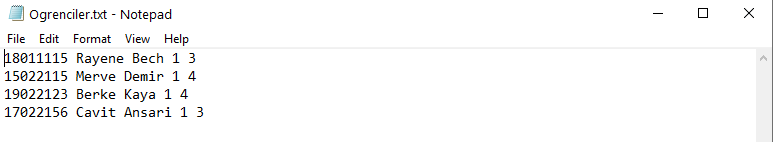 Ogrenciler.txt - Notepad
File Edit Format View Help
18011115 Rayene Bech 1 3
15022115 Merve Demir 1 4
19022123 Berke Kaya 1 4
17022156 Cavit Ansari 1 3